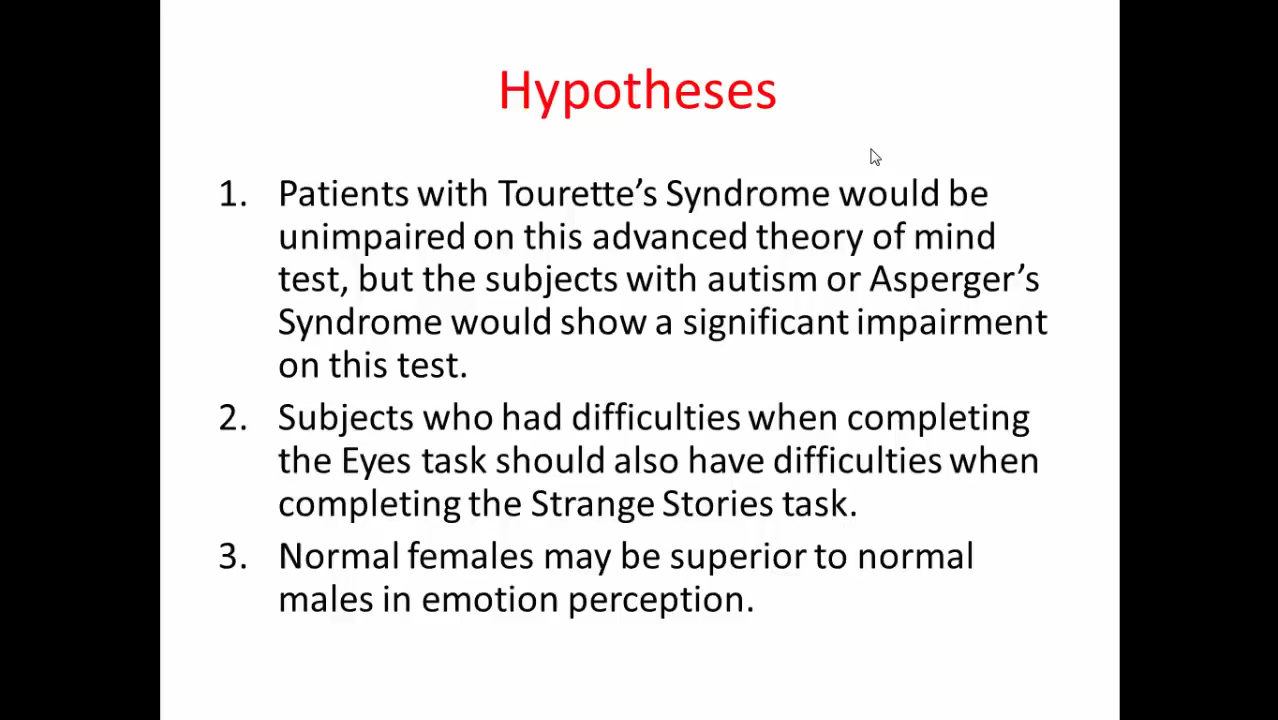 Hypotheses
1. Patients with Tourette’s Syndrome would be
unimpaired on this advanced theory of mind
test, but the subjects with autism or Asperger’s
Syndrome would show a significant impairment
on this test.
2. Subjects who had difficulties when completing
the Eyes task should also have difficulties when
completing the Strange Stories task.
3. Normal females may be superior to normal
males in emotion perception.